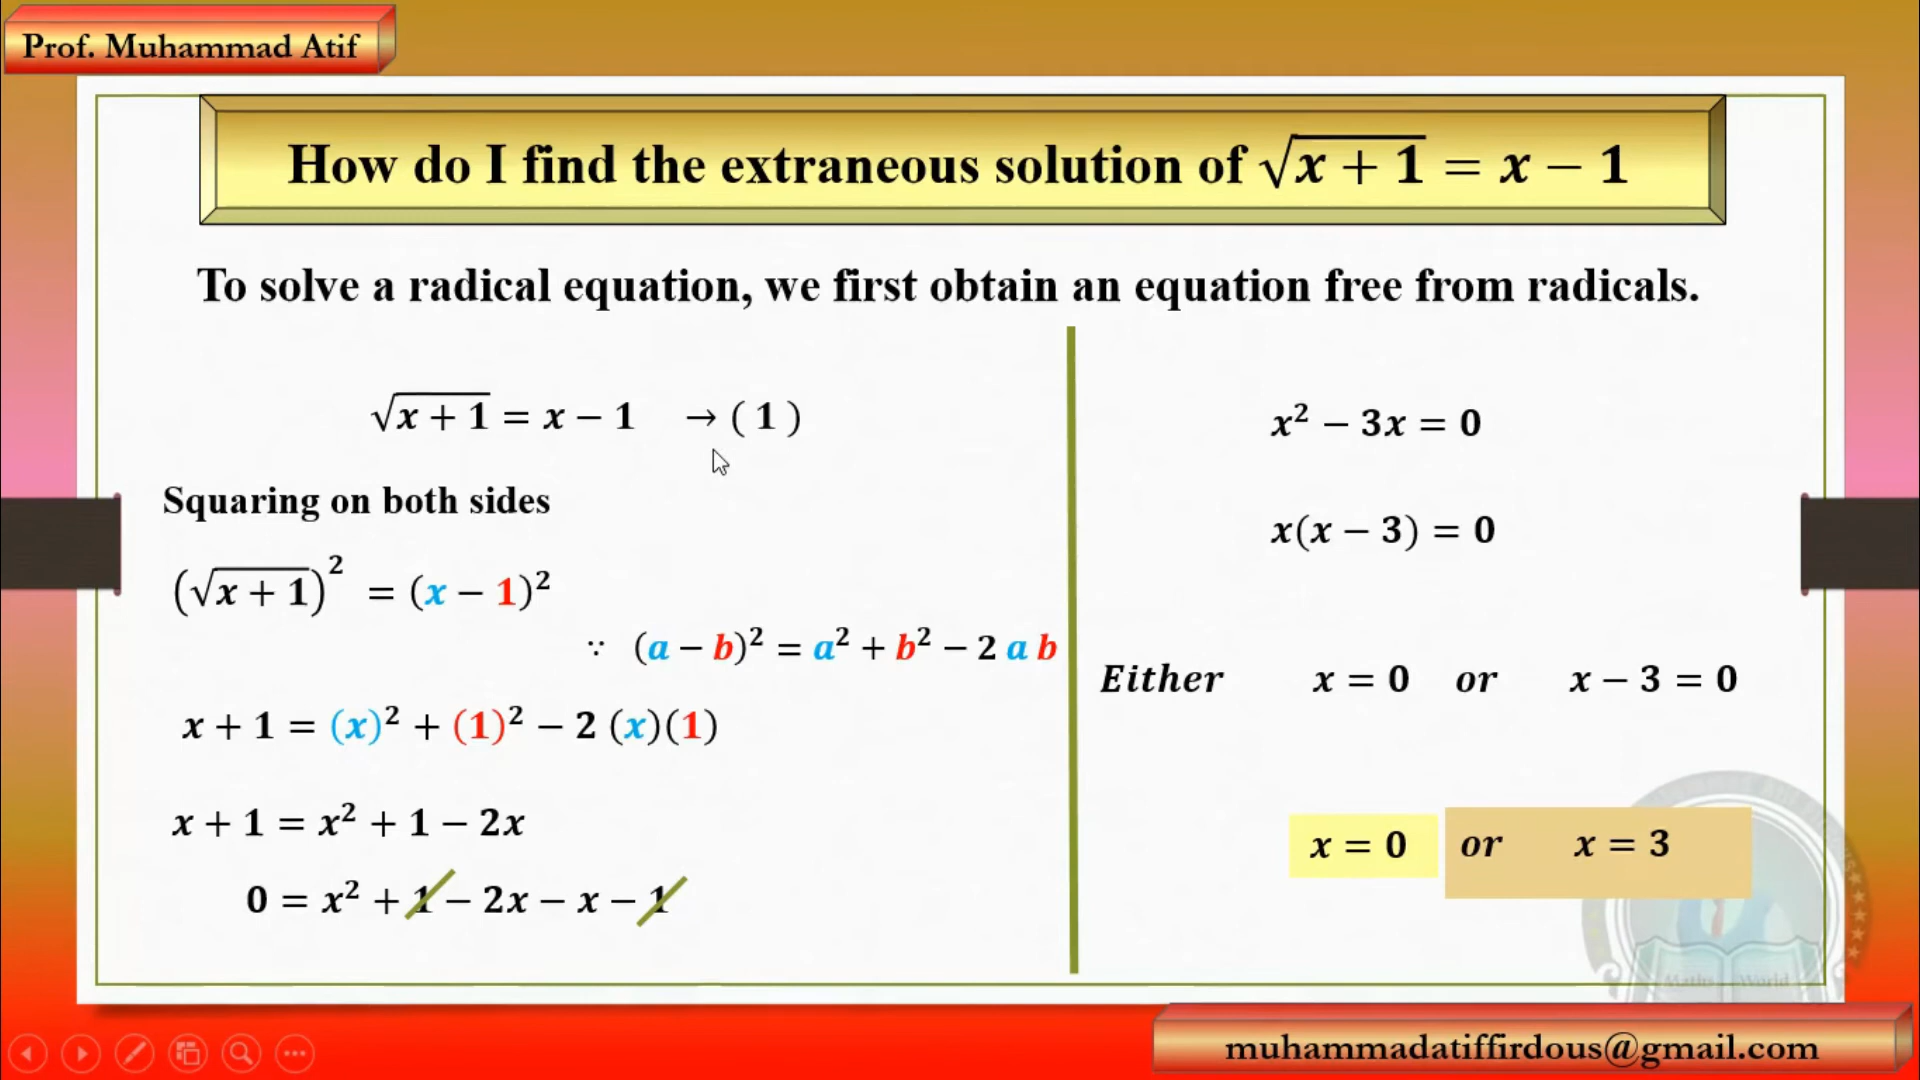 Prof. Muhammad Atif
How do I find the extraneous solution of √(x + 1) = x − 1
To solve a radical equation, we first obtain an equation free from radicals.
√(x + 1) = x − 1 → ( 1 )
Squaring on both sides
(√(x + 1))² = (x − 1)²
∵ (a − b)² = a² + b² − 2 a b
x + 1 = (x)² + (1)² − 2 (x)(1)
x + 1 = x² + 1 − 2x
0 = x² + 1 − 2x − x − 1
x² − 3x = 0
x(x − 3) = 0
Either x = 0 or x − 3 = 0
x = 0 or x = 3
Maths World
muhammadatiffirdous@gmail.com